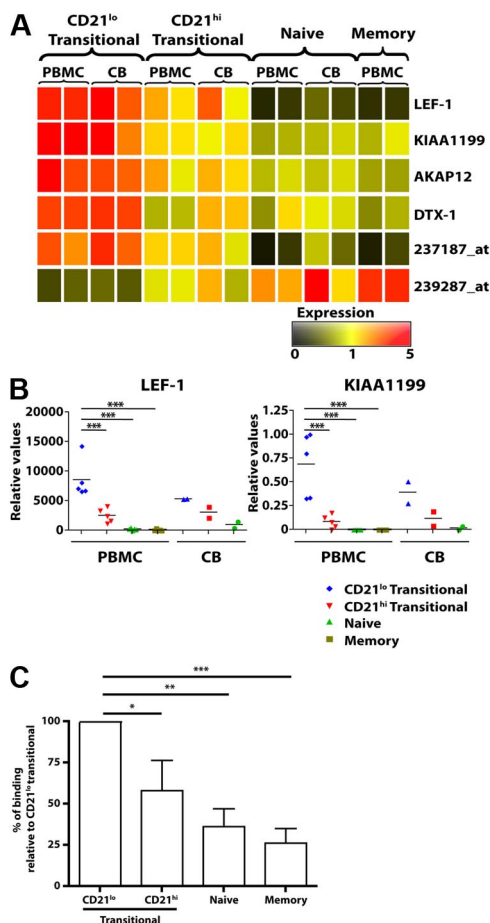 A
CD21lo Transitional
CD21hi Transitional
Naive
Memory
PBMC CB PBMC CB PBMC CB PBMC
LEF-1
KIAA1199
AKAP12
DTX-1
237187_at
239287_at
Expression
0 1 5
B
LEF-1
Relative values
20000
15000
10000
5000
0
***
***
***
PBMC CB
KIAA1199
Relative values
1.25
1.00
0.75
0.50
0.25
0
***
***
***
PBMC CB
CD21lo Transitional
CD21hi Transitional
Naive
Memory
C
% of binding
relative to CD21lo transitional
100
75
50
25
0
***
**
*
CD21lo CD21hi Naive Memory
Transitional